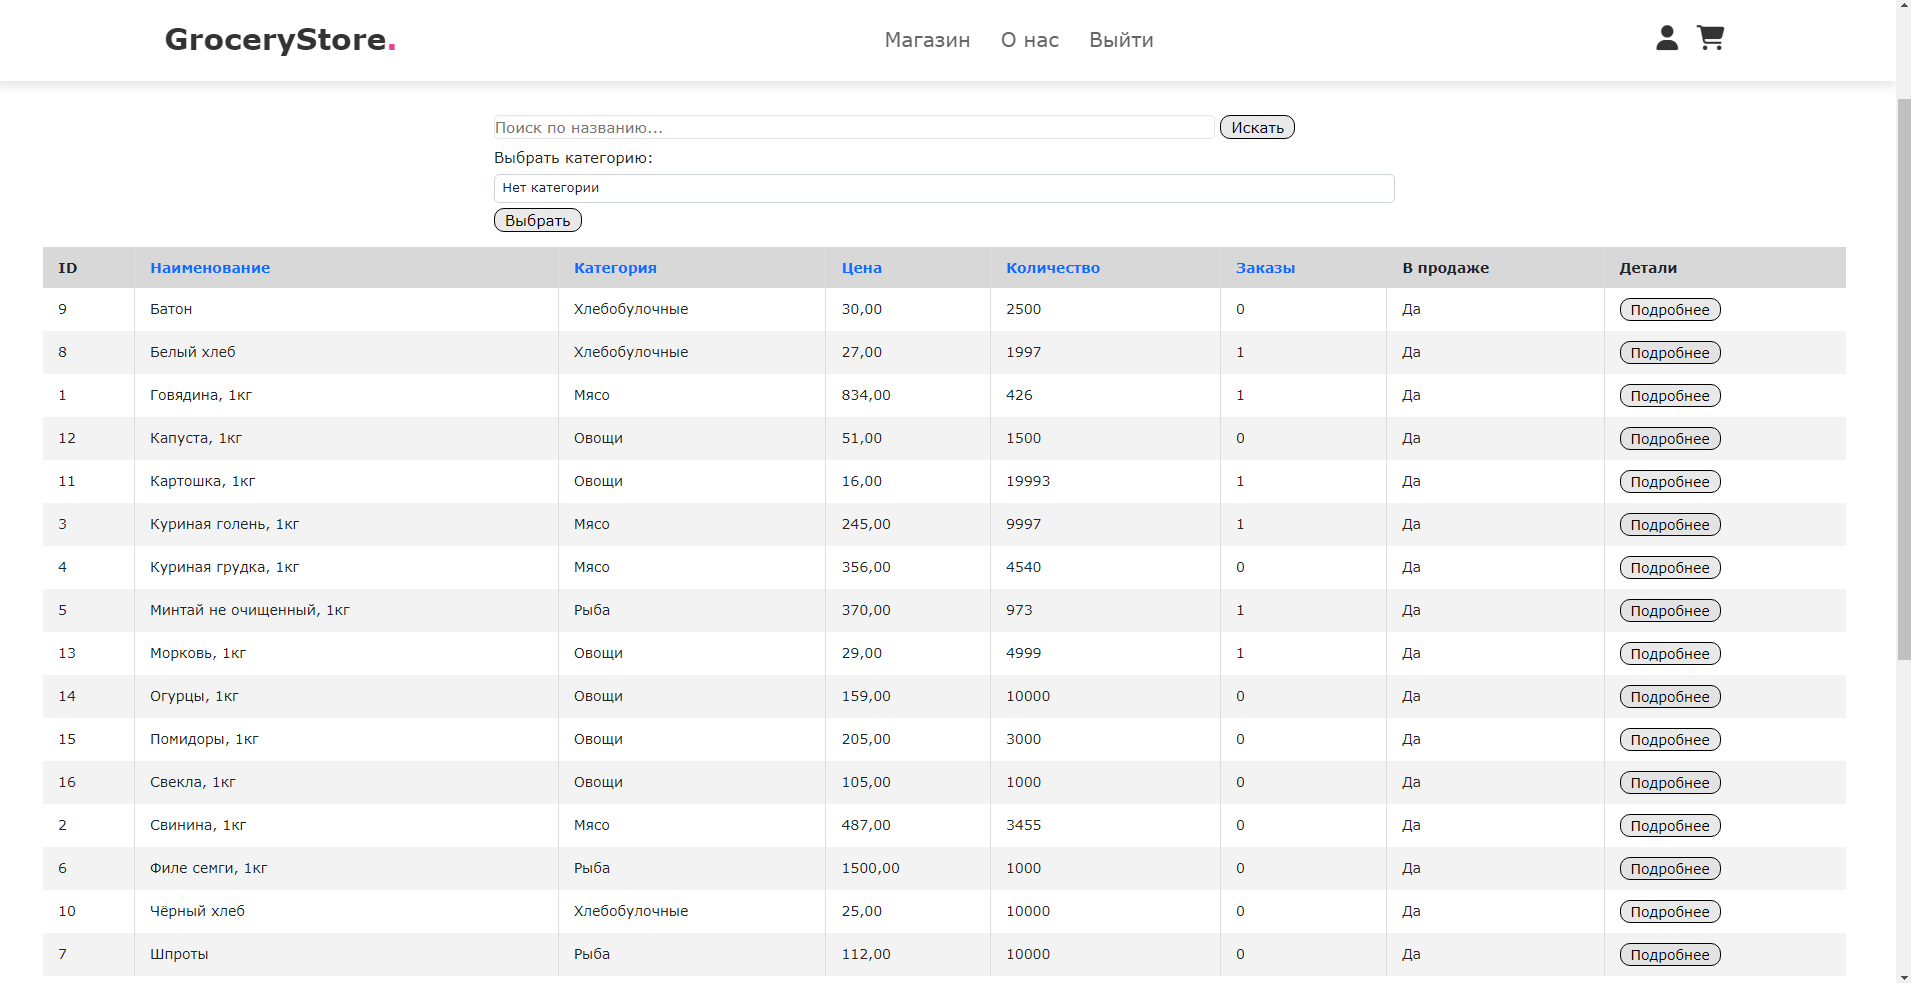 GroceryStore.
Магазин О нас Выйти
Поиск по названию... Искать
Выбрать категорию:
Нет категории
Выбрать
ID Наименование Категория Цена Количество Заказы В продаже Детали
9 Батон Хлебобулочные 30,00 2500 0 Да Подробнее
8 Белый хлеб Хлебобулочные 27,00 1997 1 Да Подробнее
1 Говядина, 1кг Мясо 834,00 426 1 Да Подробнее
12 Капуста, 1кг Овощи 51,00 1500 0 Да Подробнее
11 Картошка, 1кг Овощи 16,00 19993 1 Да Подробнее
3 Куриная голень, 1кг Мясо 245,00 9997 1 Да Подробнее
4 Куриная грудка, 1кг Мясо 356,00 4540 0 Да Подробнее
5 Минтай не очищенный, 1кг Рыба 370,00 973 1 Да Подробнее
13 Морковь, 1кг Овощи 29,00 4999 1 Да Подробнее
14 Огурцы, 1кг Овощи 159,00 10000 0 Да Подробнее
15 Помидоры, 1кг Овощи 205,00 3000 0 Да Подробнее
16 Свекла, 1кг Овощи 105,00 1000 0 Да Подробнее
2 Свинина, 1кг Мясо 487,00 3455 0 Да Подробнее
6 Филе семги, 1кг Рыба 1500,00 1000 0 Да Подробнее
10 Чёрный хлеб Хлебобулочные 25,00 10000 0 Да Подробнее
7 Шпроты Рыба 112,00 10000 0 Да Подробнее